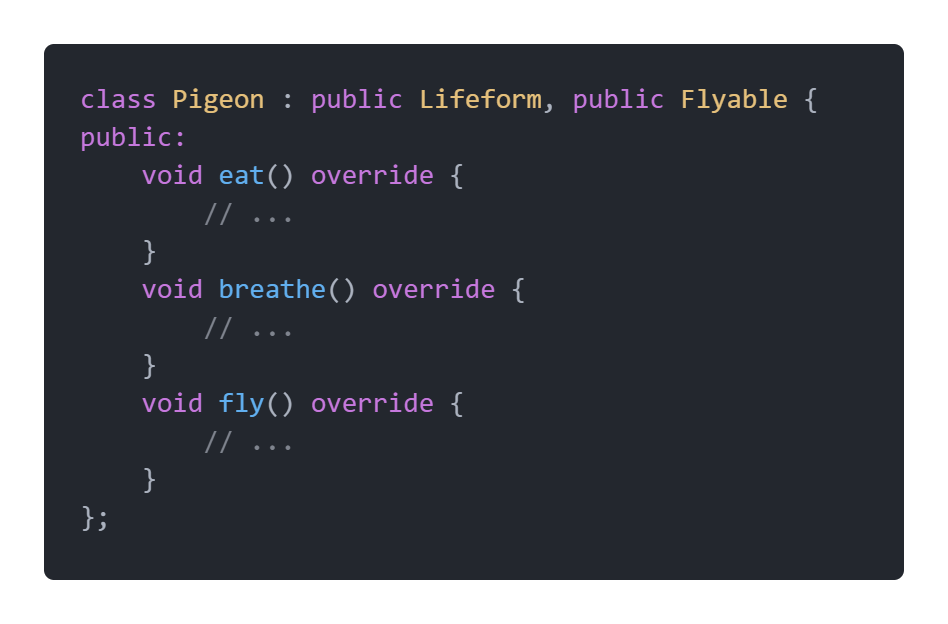 class Pigeon : public Lifeform, public Flyable {
public:
    void eat() override {
        // ...
    }
    void breathe() override {
        // ...
    }
    void fly() override {
        // ...
    }
};